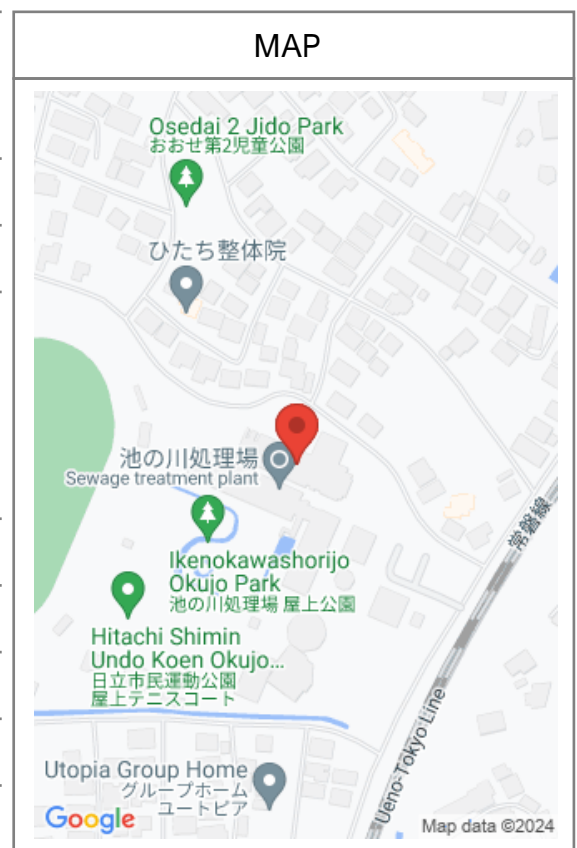 MAP
Osedai 2 Jido Park
おおせ第2児童公園
ひたち整体院
池の川処理場
Sewage treatment plant
常磐線
Ikenokawashorijo
Okujo Park
池の川処理場 屋上公園
Hitachi Shimin
Undo Koen Okujo...
日立市民運動公園
屋上テニスコート
Ueno-Tokyo Line
Utopia Group Home
グループホーム
ユートピア
Google
Map data ©2024